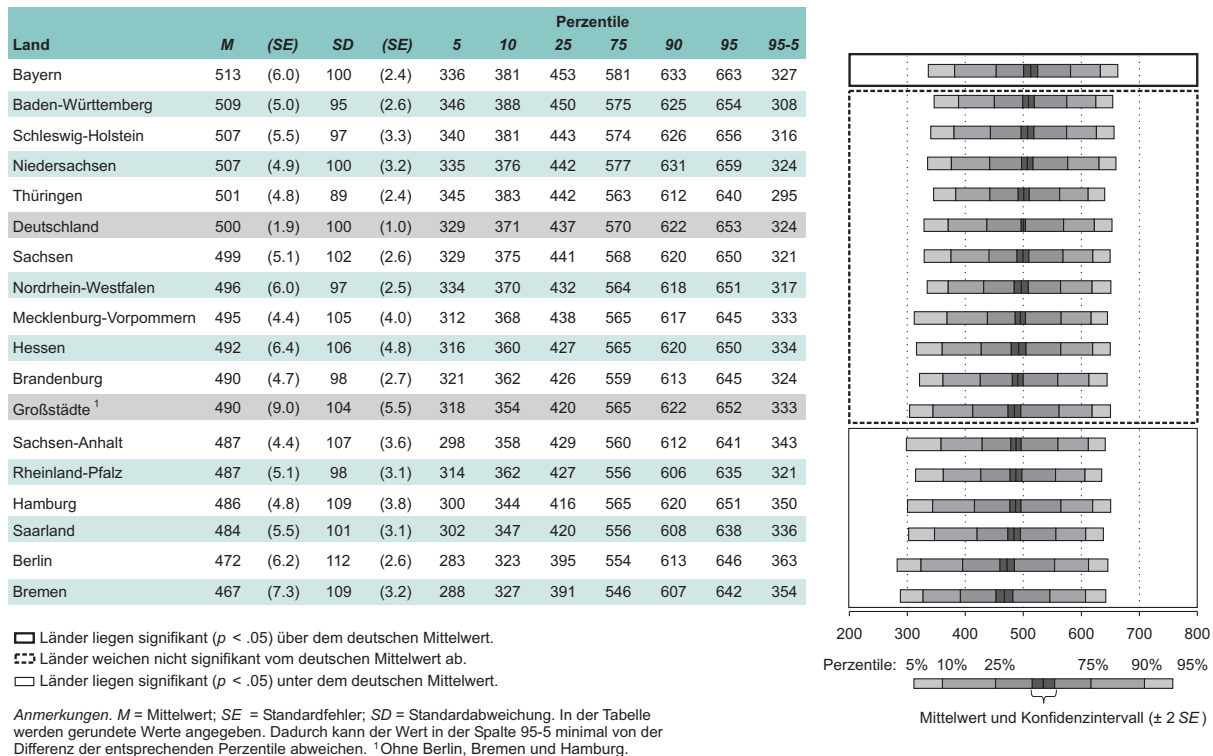 Perzentile
Land M (SE) SD (SE) 5 10 25 75 90 95 95-5
Bayern 513 (6.0) 100 (2.4) 336 381 453 581 633 663 327
Baden-Württemberg 509 (5.0) 95 (2.6) 346 388 450 575 625 654 308
Schleswig-Holstein 507 (5.5) 97 (3.3) 340 381 443 574 626 656 316
Niedersachsen 507 (4.9) 100 (3.2) 335 376 442 577 631 659 324
Thüringen 501 (4.8) 89 (2.4) 345 383 442 563 612 640 295
Deutschland 500 (1.9) 100 (1.0) 329 371 437 570 622 653 324
Sachsen 499 (5.1) 102 (2.6) 329 375 441 568 620 650 321
Nordrhein-Westfalen 496 (6.0) 97 (2.5) 334 370 432 564 618 651 317
Mecklenburg-Vorpommern 495 (4.4) 105 (4.0) 312 368 438 565 617 645 333
Hessen 492 (6.4) 106 (4.8) 316 360 427 565 620 650 334
Brandenburg 490 (4.7) 98 (2.7) 321 362 426 559 613 645 324
Großstädte ¹ 490 (9.0) 104 (5.5) 318 354 420 565 622 652 333
Sachsen-Anhalt 487 (4.4) 107 (3.6) 298 358 429 560 612 641 343
Rheinland-Pfalz 487 (5.1) 98 (3.1) 314 362 427 556 606 635 321
Hamburg 486 (4.8) 109 (3.8) 300 344 416 565 620 651 350
Saarland 484 (5.5) 101 (3.1) 302 347 420 556 608 638 336
Berlin 472 (6.2) 112 (2.6) 283 323 395 554 613 646 363
Bremen 467 (7.3) 109 (3.2) 288 327 391 546 607 642 354
200 300 400 500 600 700 800
Perzentile: 5% 10% 25% 75% 90% 95%
Mittelwert und Konfidenzintervall (± 2 SE)
Länder liegen signifikant (p < .05) über dem deutschen Mittelwert.
Länder weichen nicht signifikant vom deutschen Mittelwert ab.
Länder liegen signifikant (p < .05) unter dem deutschen Mittelwert.
Anmerkungen. M = Mittelwert; SE = Standardfehler; SD = Standardabweichung. In der Tabelle
werden gerundete Werte angegeben. Dadurch kann der Wert in der Spalte 95-5 minimal von der
Differenz der entsprechenden Perzentile abweichen. ¹ Ohne Berlin, Bremen und Hamburg.